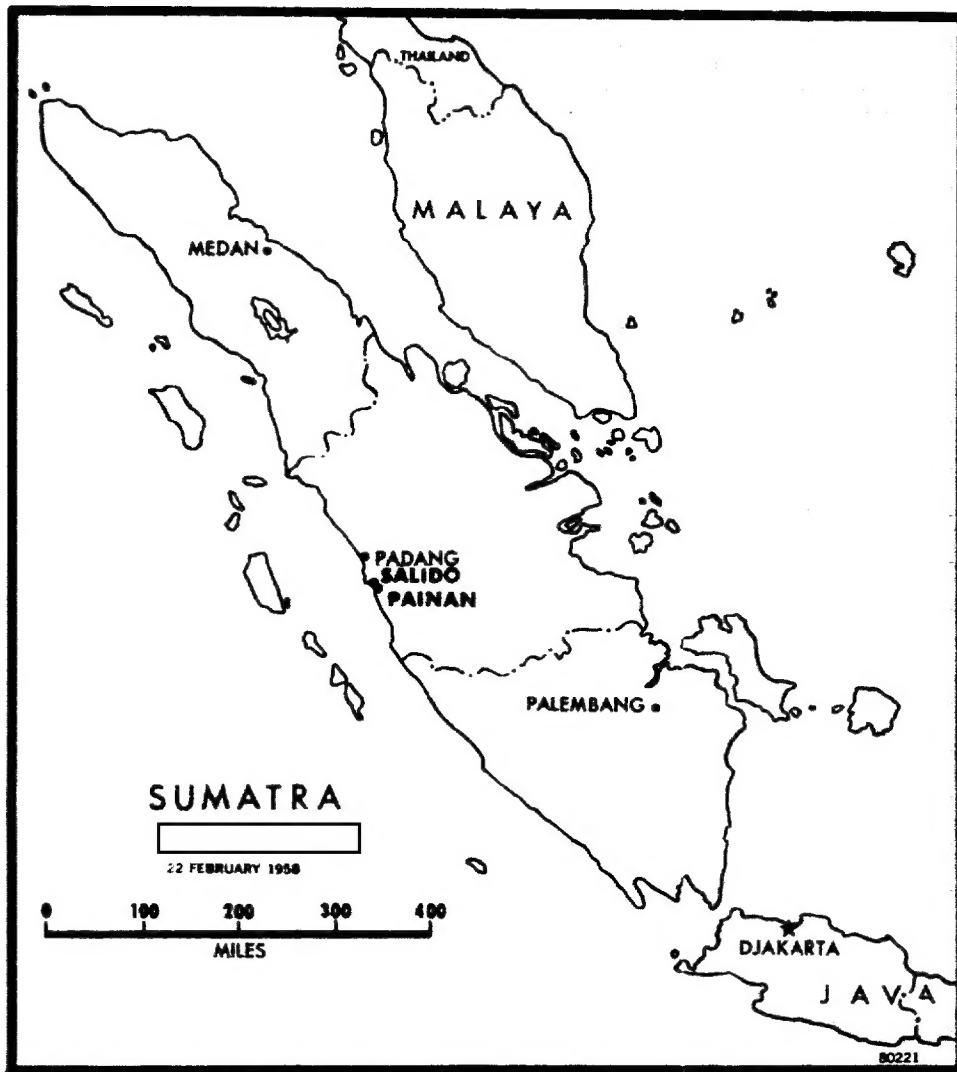 THAILAND
MALAYA
MEDAN
PADANG
SALIDO
PAINAN
PALEMBANG
SUMATRA
22 FEBRUARY 1958
0 100 200 300 400
MILES
DJAKARTA
JAVA
80221